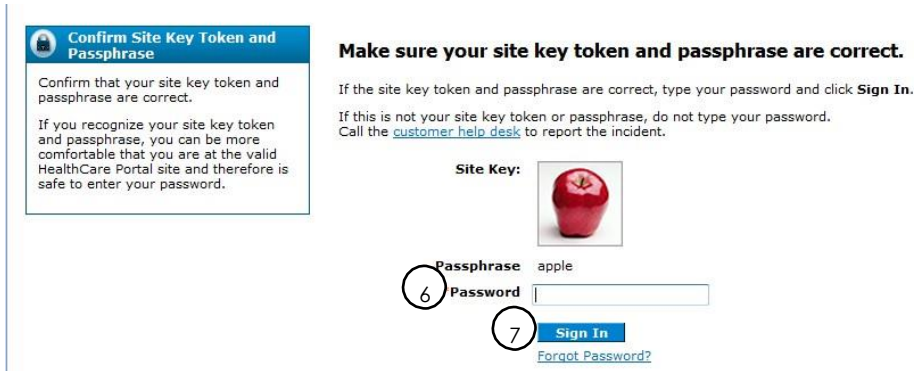 Confirm Site Key Token and
Passphrase
Confirm that your site key token and
passphrase are correct.
If you recognize your site key token
and passphrase, you can be more
comfortable that you are at the valid
HealthCare Portal site and therefore is
safe to enter your password.
Make sure your site key token and passphrase are correct.
If the site key token and passphrase are correct, type your password and click Sign In.
If this is not your site key token or passphrase, do not type your password.
Call the customer help desk to report the incident.
Site Key:
Passphrase apple
6 Password
7 Sign In
Forgot Password?